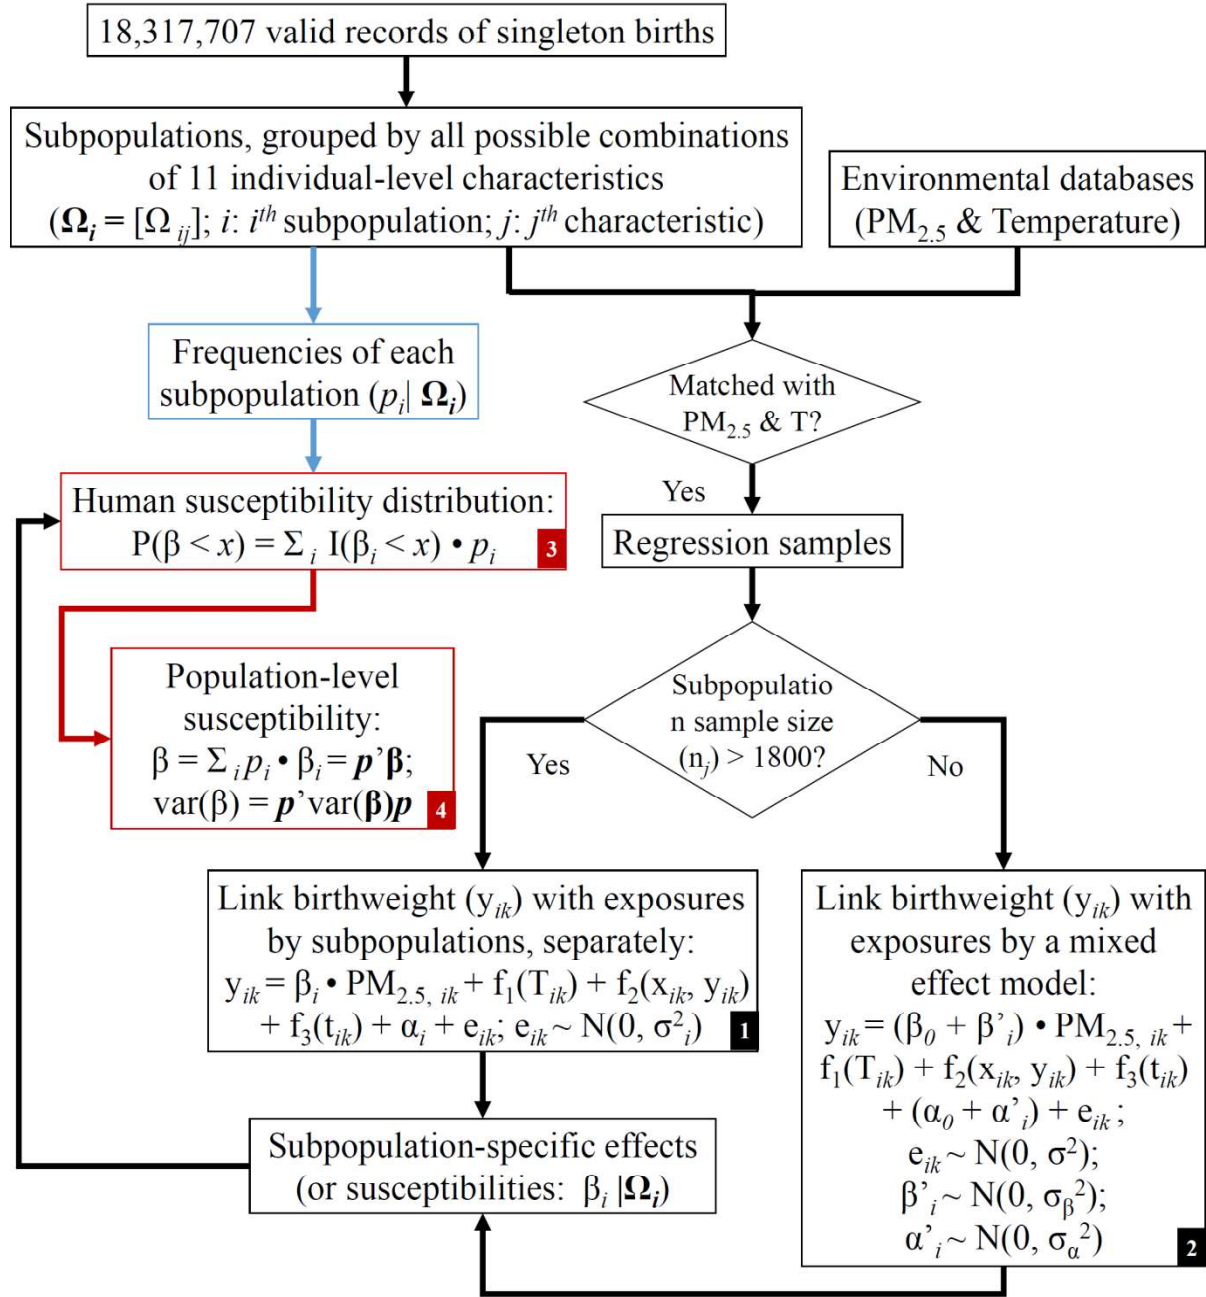 18,317,707 valid records of singleton births
Subpopulations, grouped by all possible combinations
of 11 individual-level characteristics
(Ωᵢ = [Ω ᵢⱼ]; i: iᵗʰ subpopulation; j: jᵗʰ characteristic)
Environmental databases
(PM₂.₅ & Temperature)
Frequencies of each
subpopulation (pᵢ| Ωᵢ)
Matched with
PM₂.₅ & T?
Yes
Human susceptibility distribution:
P(β < x) = Σ ᵢ I(βᵢ < x) • pᵢ
3
Regression samples
Population-level
susceptibility:
β = Σ ᵢ pᵢ • βᵢ = p’β;
var(β) = p’var(β)p
4
Subpopulatio
n sample size
(nⱼ) > 1800?
Yes
No
Link birthweight (yᵢₖ) with exposures
by subpopulations, separately:
yᵢₖ = βᵢ • PM₂.₅, ᵢₖ + f₁(Tᵢₖ) + f₂(xᵢₖ, yᵢₖ)
+ f₃(tᵢₖ) + αᵢ + eᵢₖ; eᵢₖ ~ N(0, σ²ᵢ)
1
Link birthweight (yᵢₖ) with
exposures by a mixed
effect model:
yᵢₖ = (β₀ + β’ᵢ) • PM₂.₅, ᵢₖ +
f₁(Tᵢₖ) + f₂(xᵢₖ, yᵢₖ) + f₃(tᵢₖ)
+ (α₀ + α’ᵢ) + eᵢₖ ;
eᵢₖ ~ N(0, σ²);
β’ᵢ ~ N(0, σᵦ²);
α’ᵢ ~ N(0, σ_α²)
2
Subpopulation-specific effects
(or susceptibilities: βᵢ |Ωᵢ)